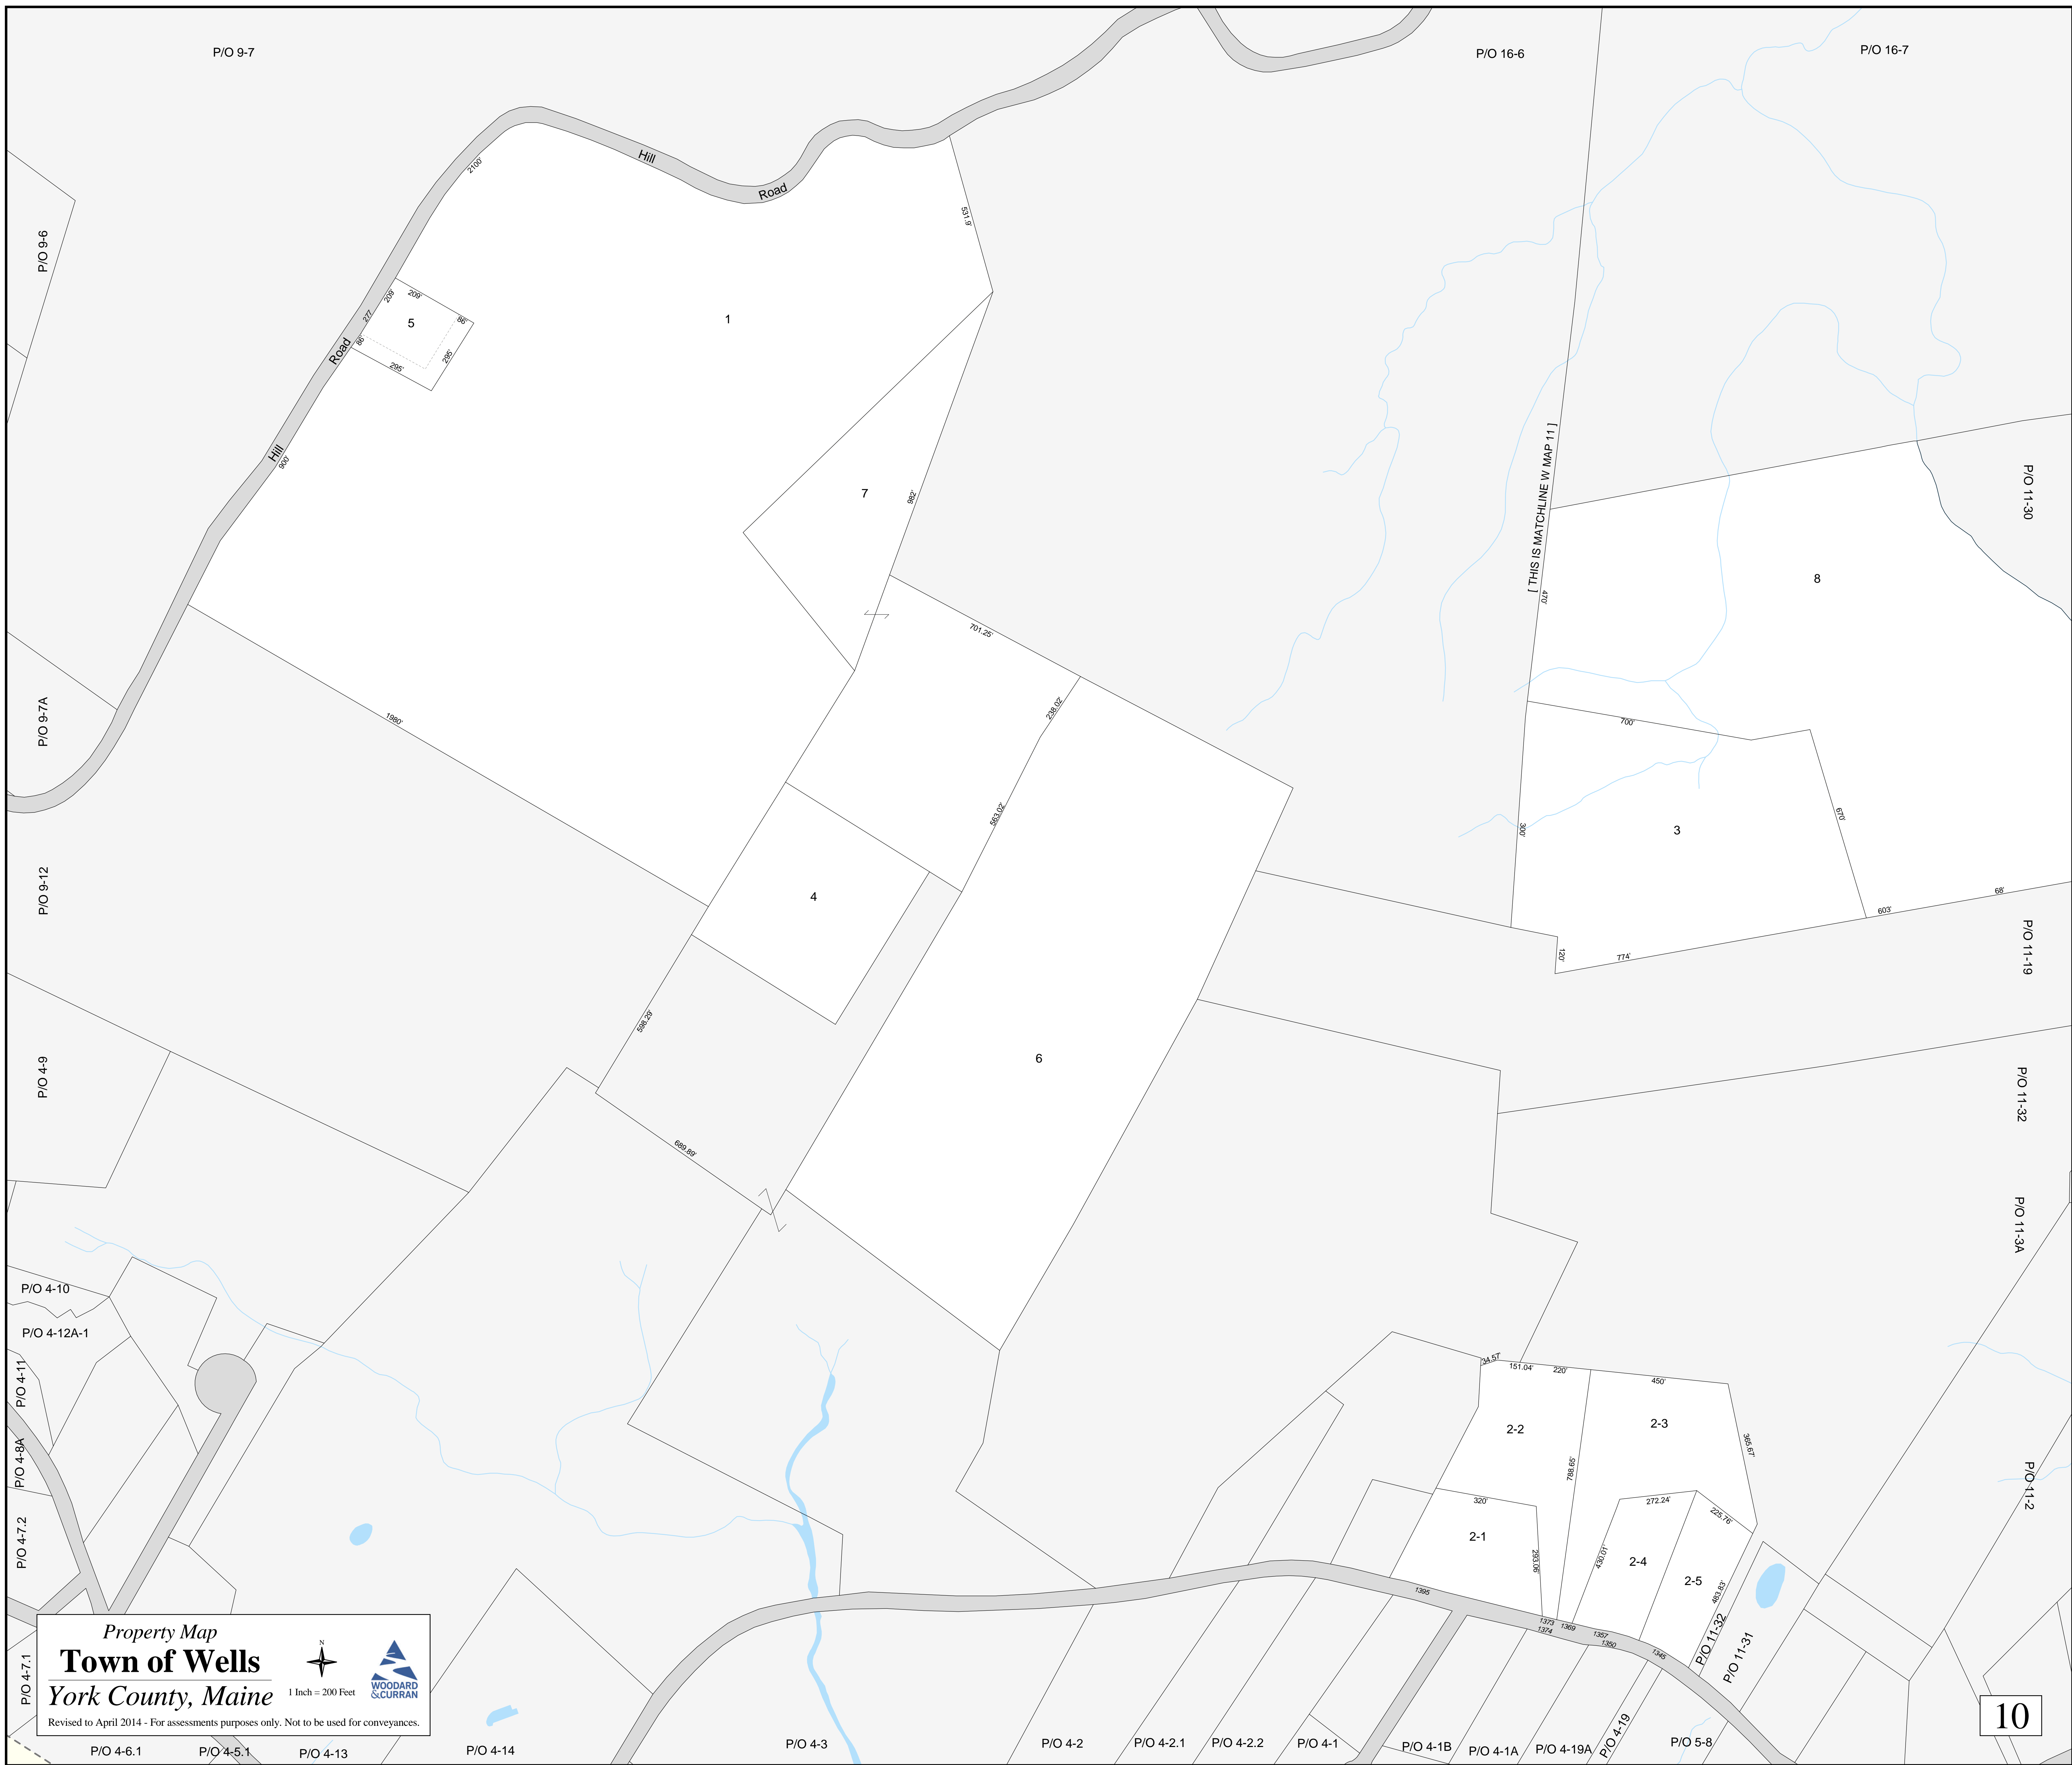 P/O 9-7
P/O 16-6
P/O 16-7
Hill
Road
2100'
531.9'
P/O 9-6
209'
209'
277'
86'
5
1
Road
86'
295'
295'
Hill
900'
7
982'
[ THIS IS MATCHLINE W MAP 11 ]
470'
P/O 11-30
8
701.25'
238.02'
P/O 9-7A
1980'
700'
563.02'
300'
3
670'
P/O 9-12
4
68'
603'
120'
774'
P/O 11-19
598.29'
6
P/O 4-9
P/O 11-32
689.89'
P/O 11-3A
P/O 4-10
P/O 4-12A-1
P/O 4-11
34.57'
151.04'
220'
450'
2-2
2-3
365.67'
P/O 4-8A
788.65'
P/O 11-2
320'
272.24'
225.76'
P/O 4-7.2
2-1
293.06'
430.01'
2-4
2-5
483.83'
1395
1373
1369
1357
1374
1350
1345
P/O 11-32
P/O 11-31
P/O 4-7.1
Property Map
Town of Wells
York County, Maine
N
1 Inch = 200 Feet
WOODARD
&CURRAN
Revised to April 2014 - For assessments purposes only. Not to be used for conveyances.
10
P/O 4-6.1
P/O 4-5.1
P/O 4-13
P/O 4-14
P/O 4-3
P/O 4-2
P/O 4-2.1
P/O 4-2.2
P/O 4-1
P/O 4-1B
P/O 4-1A
P/O 4-19A
P/O 4-19
P/O 5-8